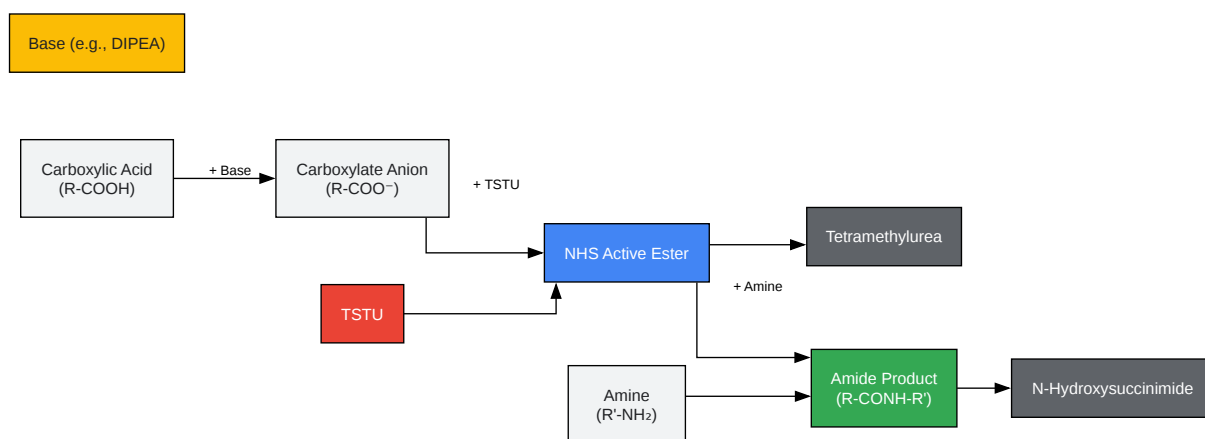 Base (e.g., DIPEA)
Carboxylic Acid
(R-COOH)
+ Base
Carboxylate Anion
(R-COO⁻)
+ TSTU
NHS Active Ester
Tetramethylurea
TSTU
+ Amine
Amine
(R'-NH₂)
Amide Product
(R-CONH-R')
N-Hydroxysuccinimide